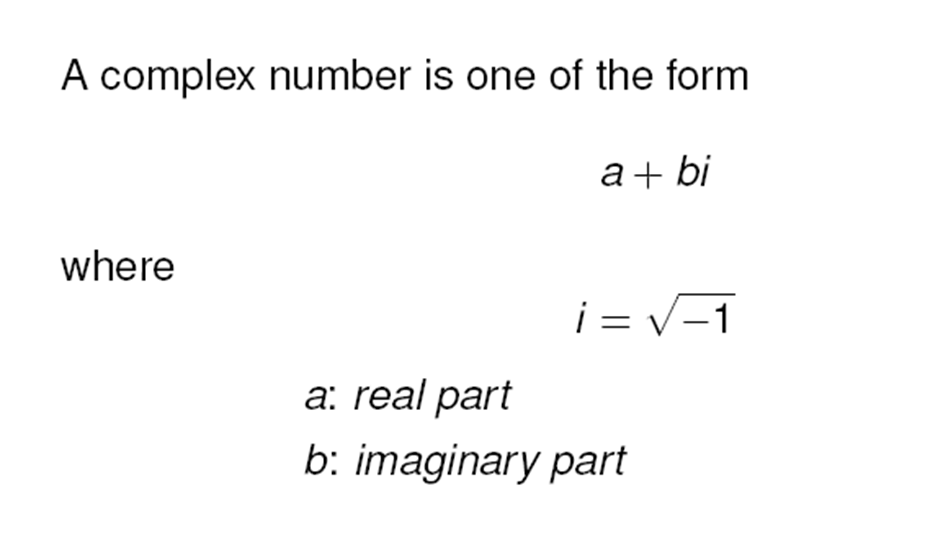 A complex number is one of the form
a + bi
where
i = √−1
a: real part
b: imaginary part